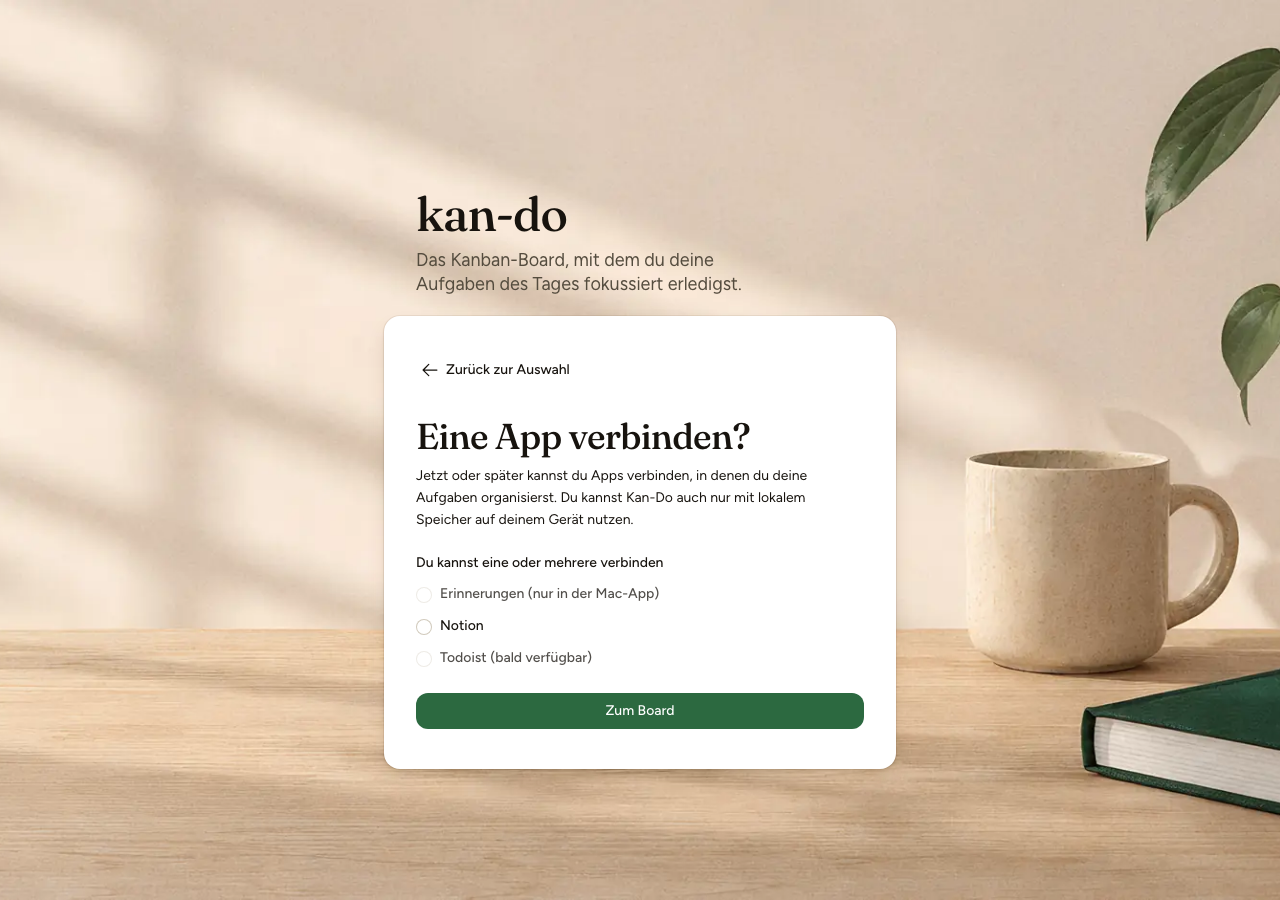 kan-do
Das Kanban-Board, mit dem du deine
Aufgaben des Tages fokussiert erledigst.
Zurück zur Auswahl
Eine App verbinden?
Jetzt oder später kannst du Apps verbinden, in denen du deine
Aufgaben organisierst. Du kannst Kan-Do auch nur mit lokalem
Speicher auf deinem Gerät nutzen.
Du kannst eine oder mehrere verbinden
Erinnerungen (nur in der Mac-App)
Notion
Todoist (bald verfügbar)
Zum Board